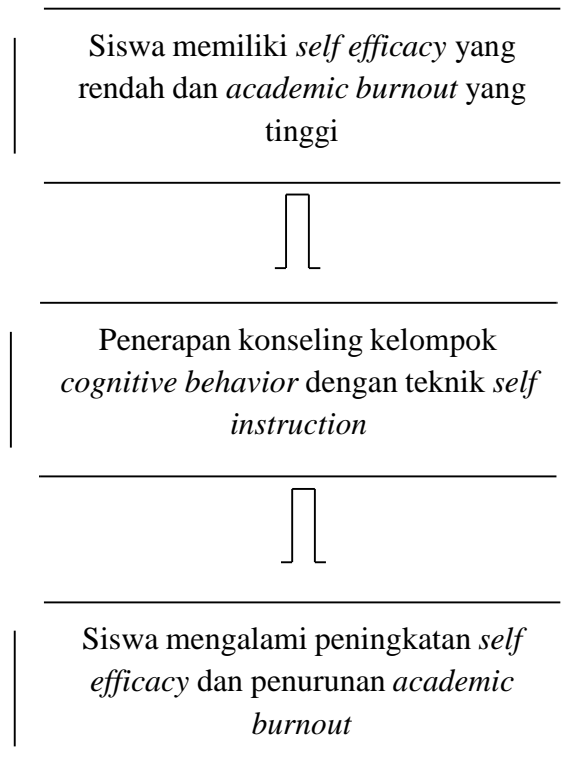 Siswa memiliki self efficacy yang
rendah dan academic burnout yang
tinggi
Penerapan konseling kelompok
cognitive behavior dengan teknik self
instruction
Siswa mengalami peningkatan self
efficacy dan penurunan academic
burnout